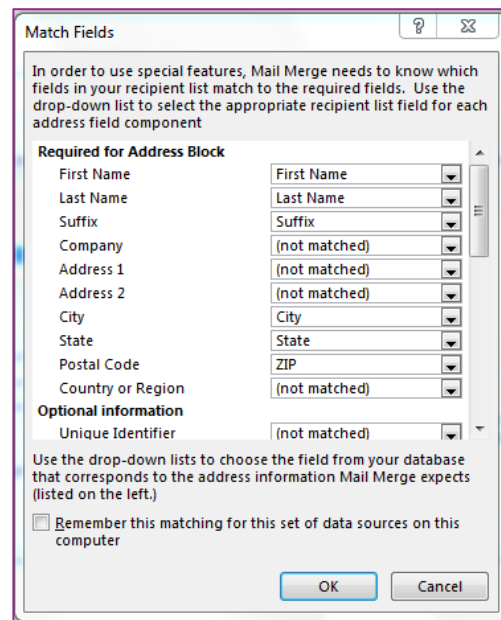 Match Fields
?
In order to use special features, Mail Merge needs to know which
fields in your recipient list match to the required fields. Use the
drop-down list to select the appropriate recipient list field for each
address field component
Required for Address Block
First Name First Name
Last Name Last Name
Suffix Suffix
Company (not matched)
Address 1 (not matched)
Address 2 (not matched)
City City
State State
Postal Code ZIP
Country or Region (not matched)
Optional information
Unique Identifier (not matched)
Use the drop-down lists to choose the field from your database
that corresponds to the address information Mail Merge expects
(listed on the left.)
Remember this matching for this set of data sources on this
computer
OK Cancel